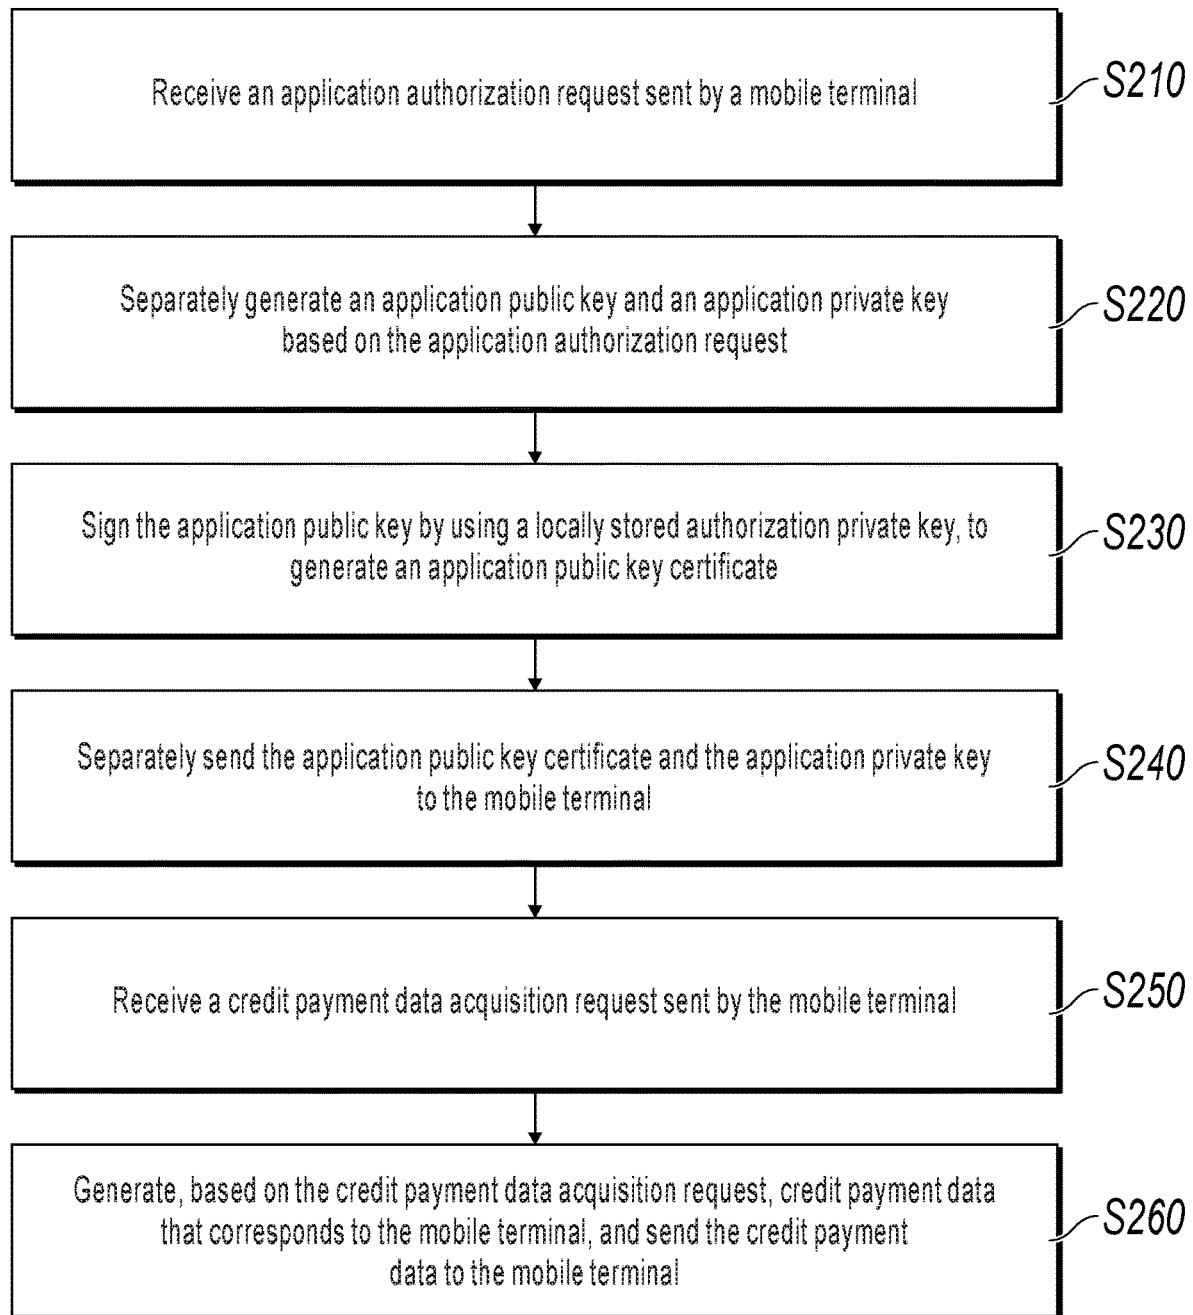 Receive an application authorization request sent by a mobile terminal
S210
Separately generate an application public key and an application private key
based on the application authorization request
S220
Sign the application public key by using a locally stored authorization private key, to
generate an application public key certificate
S230
Separately send the application public key certificate and the application private key
to the mobile terminal
S240
Receive a credit payment data acquisition request sent by the mobile terminal
S250
Generate, based on the credit payment data acquisition request, credit payment data
that corresponds to the mobile terminal, and send the credit payment
data to the mobile terminal
S260